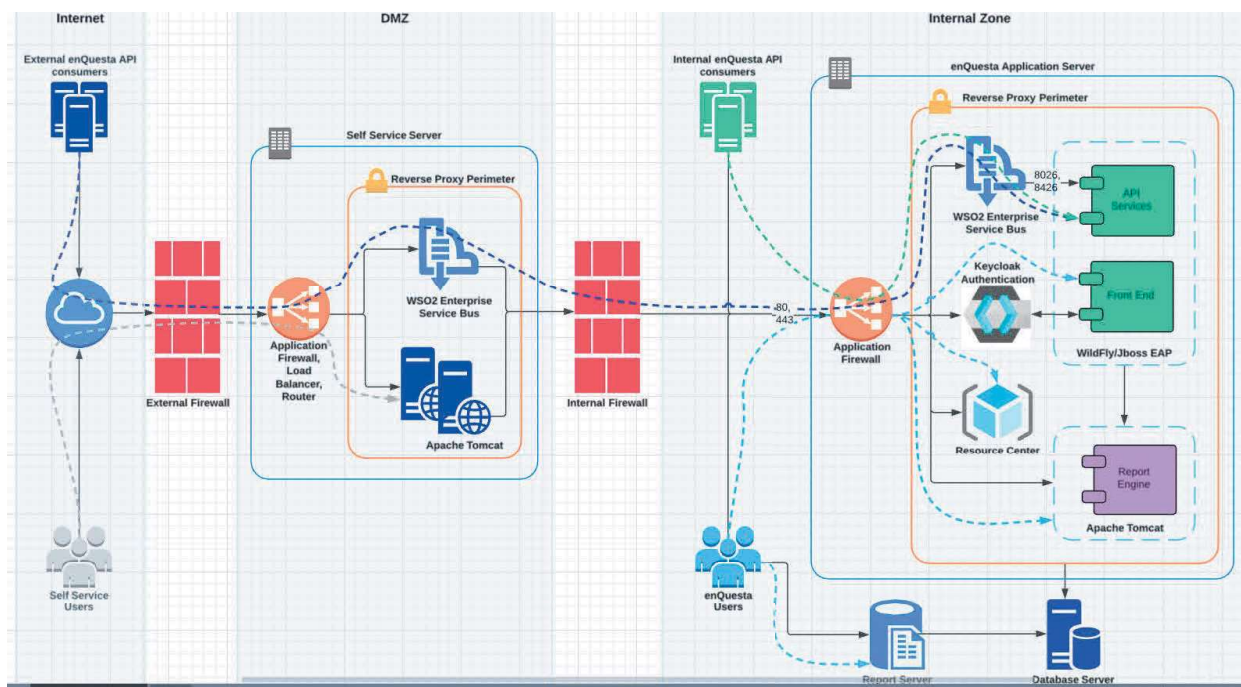 Internet
DMZ
Internal Zone
External enQuesta API
consumers
Internal enQuesta API
consumers
enQuesta Application Server
Reverse Proxy Perimeter
Self Service Server
Reverse Proxy Perimeter
8026,
8426
API
Services
WSO2 Enterprise
Service Bus
Keycloak
Authentication
WSO2 Enterprise
Service Bus
Front End
80,
443
Application
Firewall,
Load
Balancer,
Router
Application
Firewall
WildFly/Jboss EAP
External Firewall
Internal Firewall
Apache Tomcat
Resource Center
Report
Engine
Apache Tomcat
Self Service
Users
enQuesta
Users
Report Server
Database Server